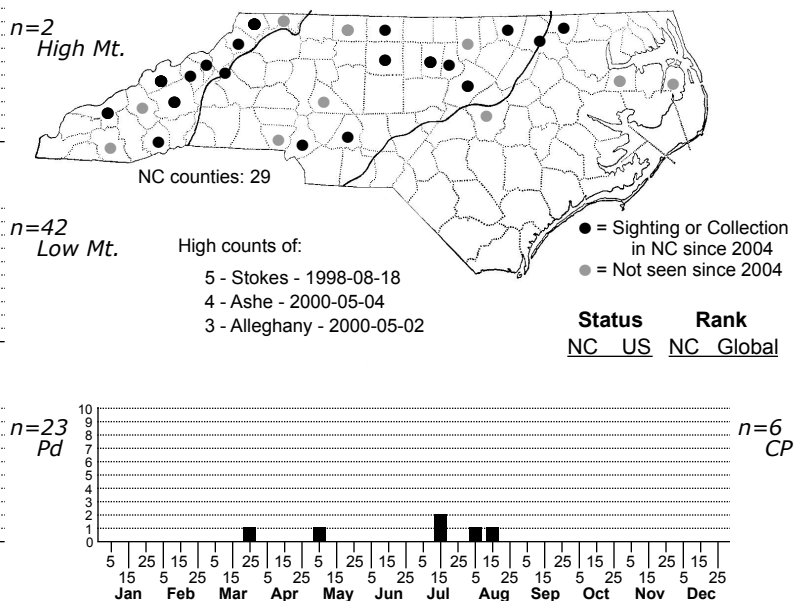 n=2
High Mt.
NC counties: 29
n=42
Low Mt.
High counts of:
5 - Stokes - 1998-08-18
4 - Ashe - 2000-05-04
3 - Alleghany - 2000-05-02
= Sighting or Collection
in NC since 2004
= Not seen since 2004
Status Rank
NC US NC Global
n=23
Pd
n=6
CP
10
9
8
7
6
5
4
3
2
1
0
5 25 15 5 25 15 5 25 15 5 25 15 5 25 15 5 25 15
15 5 25 15 5 25 15 5 25 15 5 25 15 5 25 15 5 25
Jan Feb Mar Apr May Jun Jul Aug Sep Oct Nov Dec